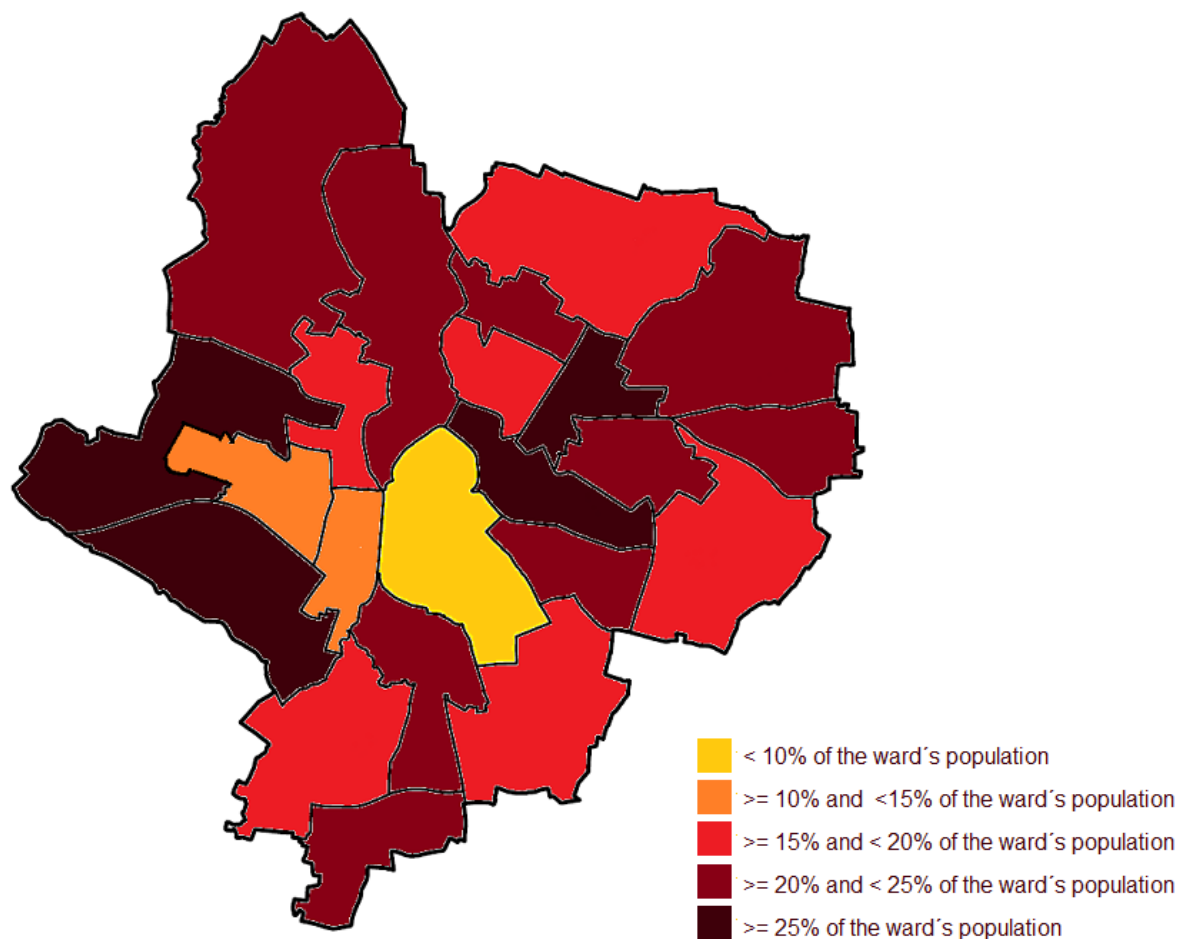 < 10% of the ward´s population
>= 10% and <15% of the ward´s population
>= 15% and < 20% of the ward´s population
>= 20% and < 25% of the ward´s population
>= 25% of the ward´s population